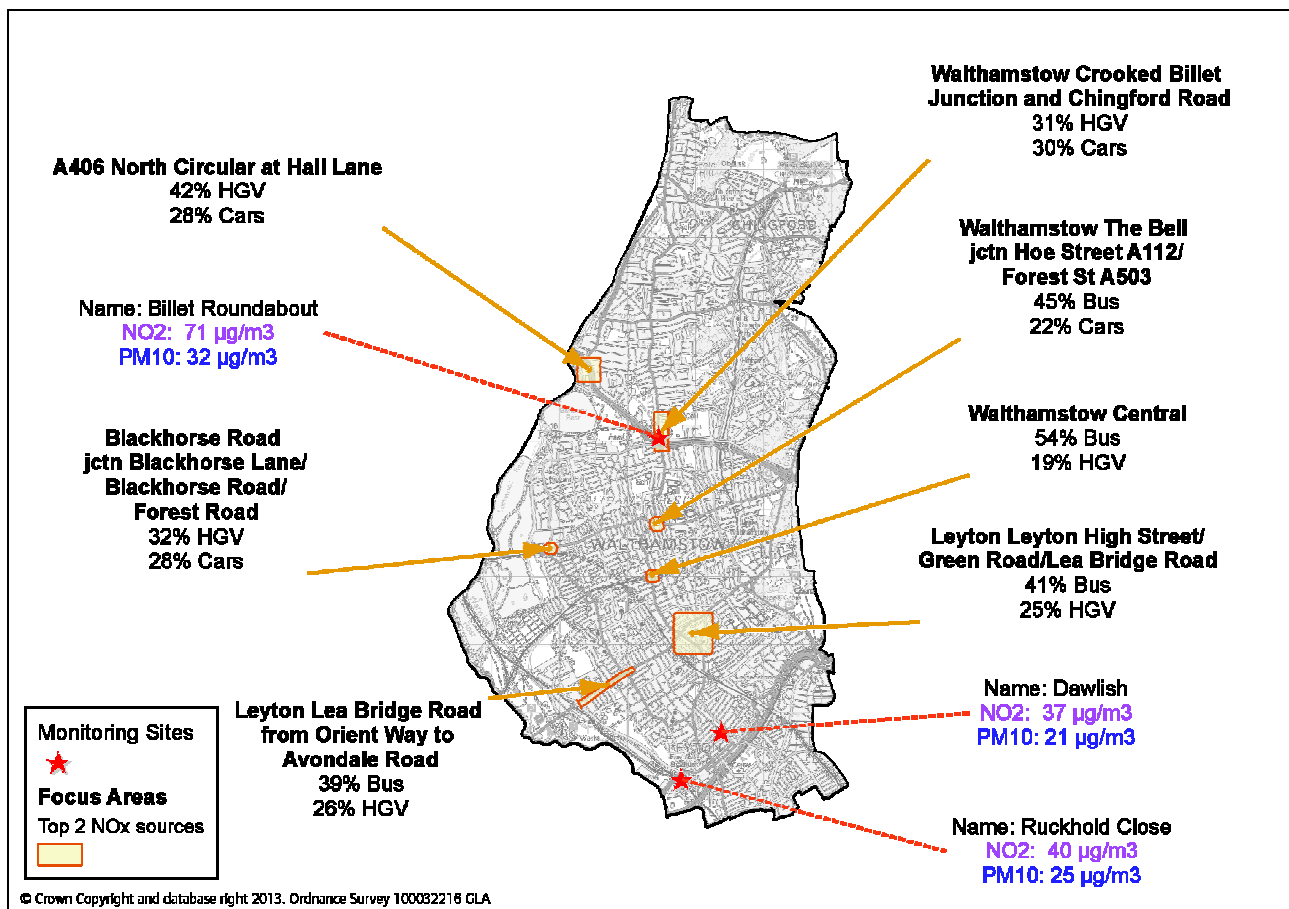 Walthamstow Crooked Billet
Junction and Chingford Road
31% HGV
30% Cars
A406 North Circular at Hall Lane
42% HGV
28% Cars
Walthamstow The Bell
jctn Hoe Street A112/
Forest St A503
45% Bus
22% Cars
Name: Billet Roundabout
NO2: 71 µg/m3
PM10: 32 µg/m3
Walthamstow Central
54% Bus
19% HGV
Blackhorse Road
jctn Blackhorse Lane/
Blackhorse Road/
Forest Road
32% HGV
28% Cars
CHINGFORD
WALTHAMSTOW
Leyton Leyton High Street/
Green Road/Lea Bridge Road
41% Bus
25% HGV
Leyton Lea Bridge Road
from Orient Way to
Avondale Road
39% Bus
26% HGV
Name: Dawlish
NO2: 37 µg/m3
PM10: 21 µg/m3
Name: Ruckhold Close
NO2: 40 µg/m3
PM10: 25 µg/m3
Monitoring Sites
Focus Areas
Top 2 NOx sources
© Crown Copyright and database right 2013. Ordnance Survey 100032216 GLA